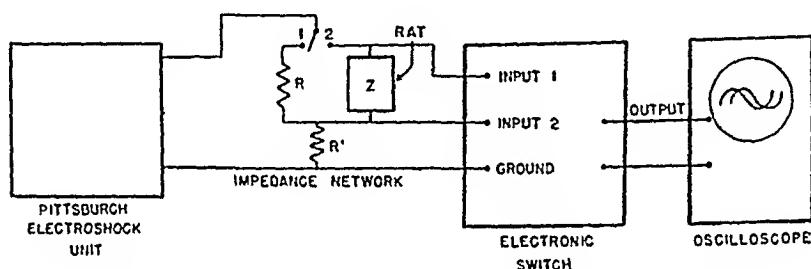 1 2 RAT
R
Z
INPUT 1
OUTPUT
INPUT 2
R'
GROUND
IMPEDANCE NETWORK
PITTSBURGH
ELECTROSHOCK
UNIT
ELECTRONIC
SWITCH
OSCILLOSCOPE